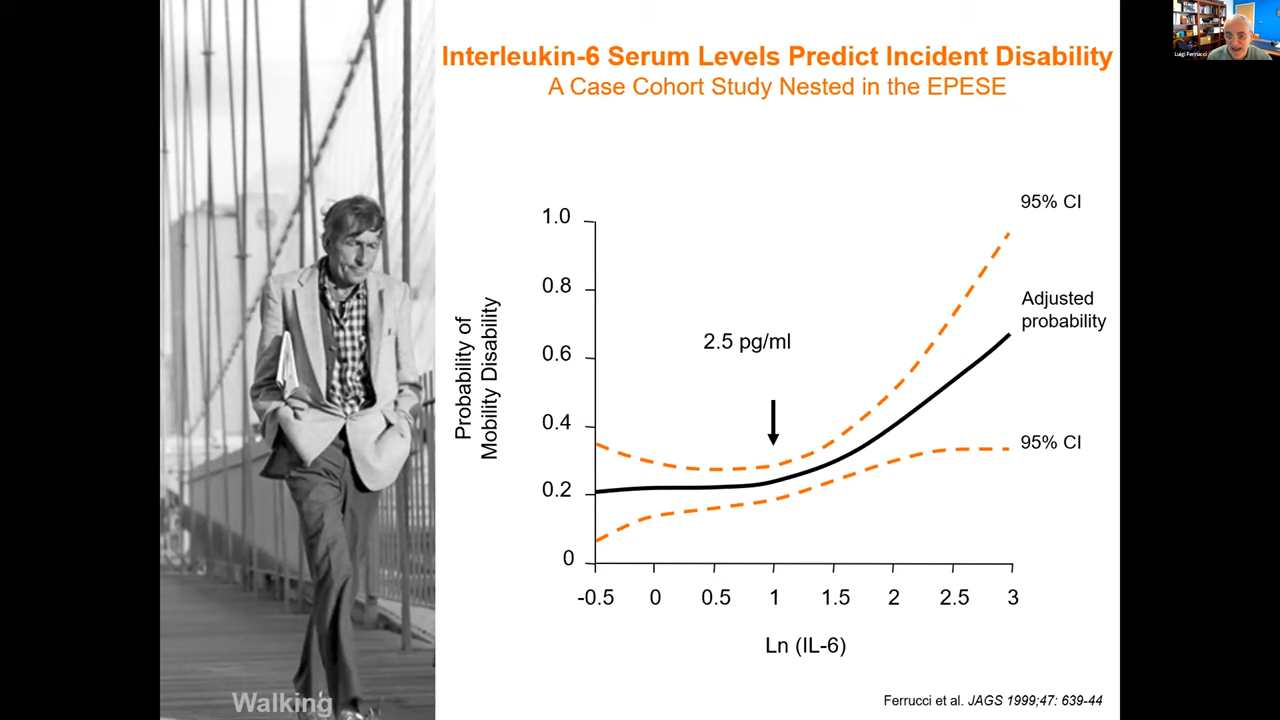 Interleukin-6 Serum Levels Predict Incident Disability
A Case Cohort Study Nested in the EPESE
Luigi Ferrucci
95% CI
1.0
0.8
0.6
0.4
0.2
0
Probability of
Mobility Disability
2.5 pg/ml
Adjusted
probability
95% CI
-0.5 0 0.5 1 1.5 2 2.5 3
Ln (IL-6)
Walking
Ferrucci et al. JAGS 1999;47: 639-44